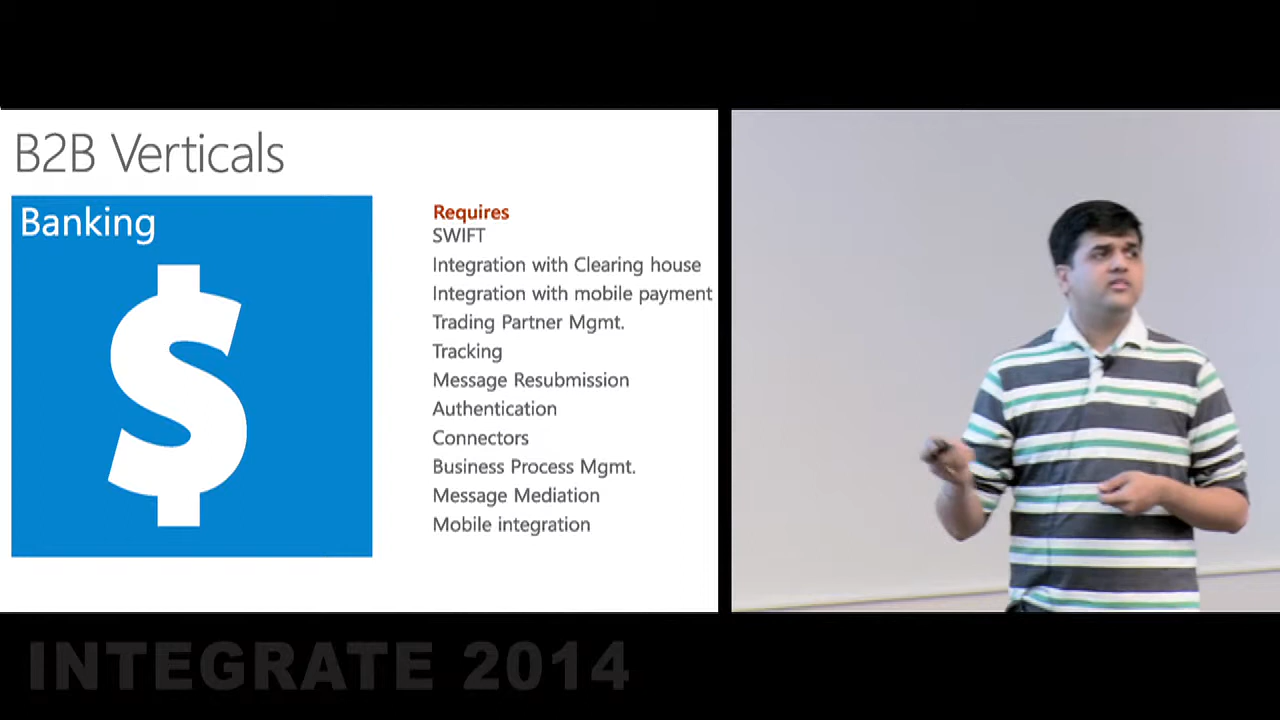 B2B Verticals
Banking
$
Requires
SWIFT
Integration with Clearing house
Integration with mobile payment
Trading Partner Mgmt.
Tracking
Message Resubmission
Authentication
Connectors
Business Process Mgmt.
Message Mediation
Mobile integration
INTEGRATE 2014